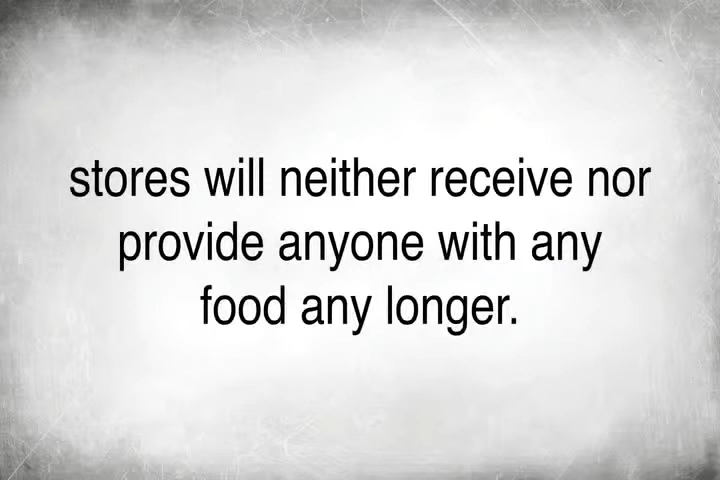 stores will neither receive nor
provide anyone with any
food any longer.